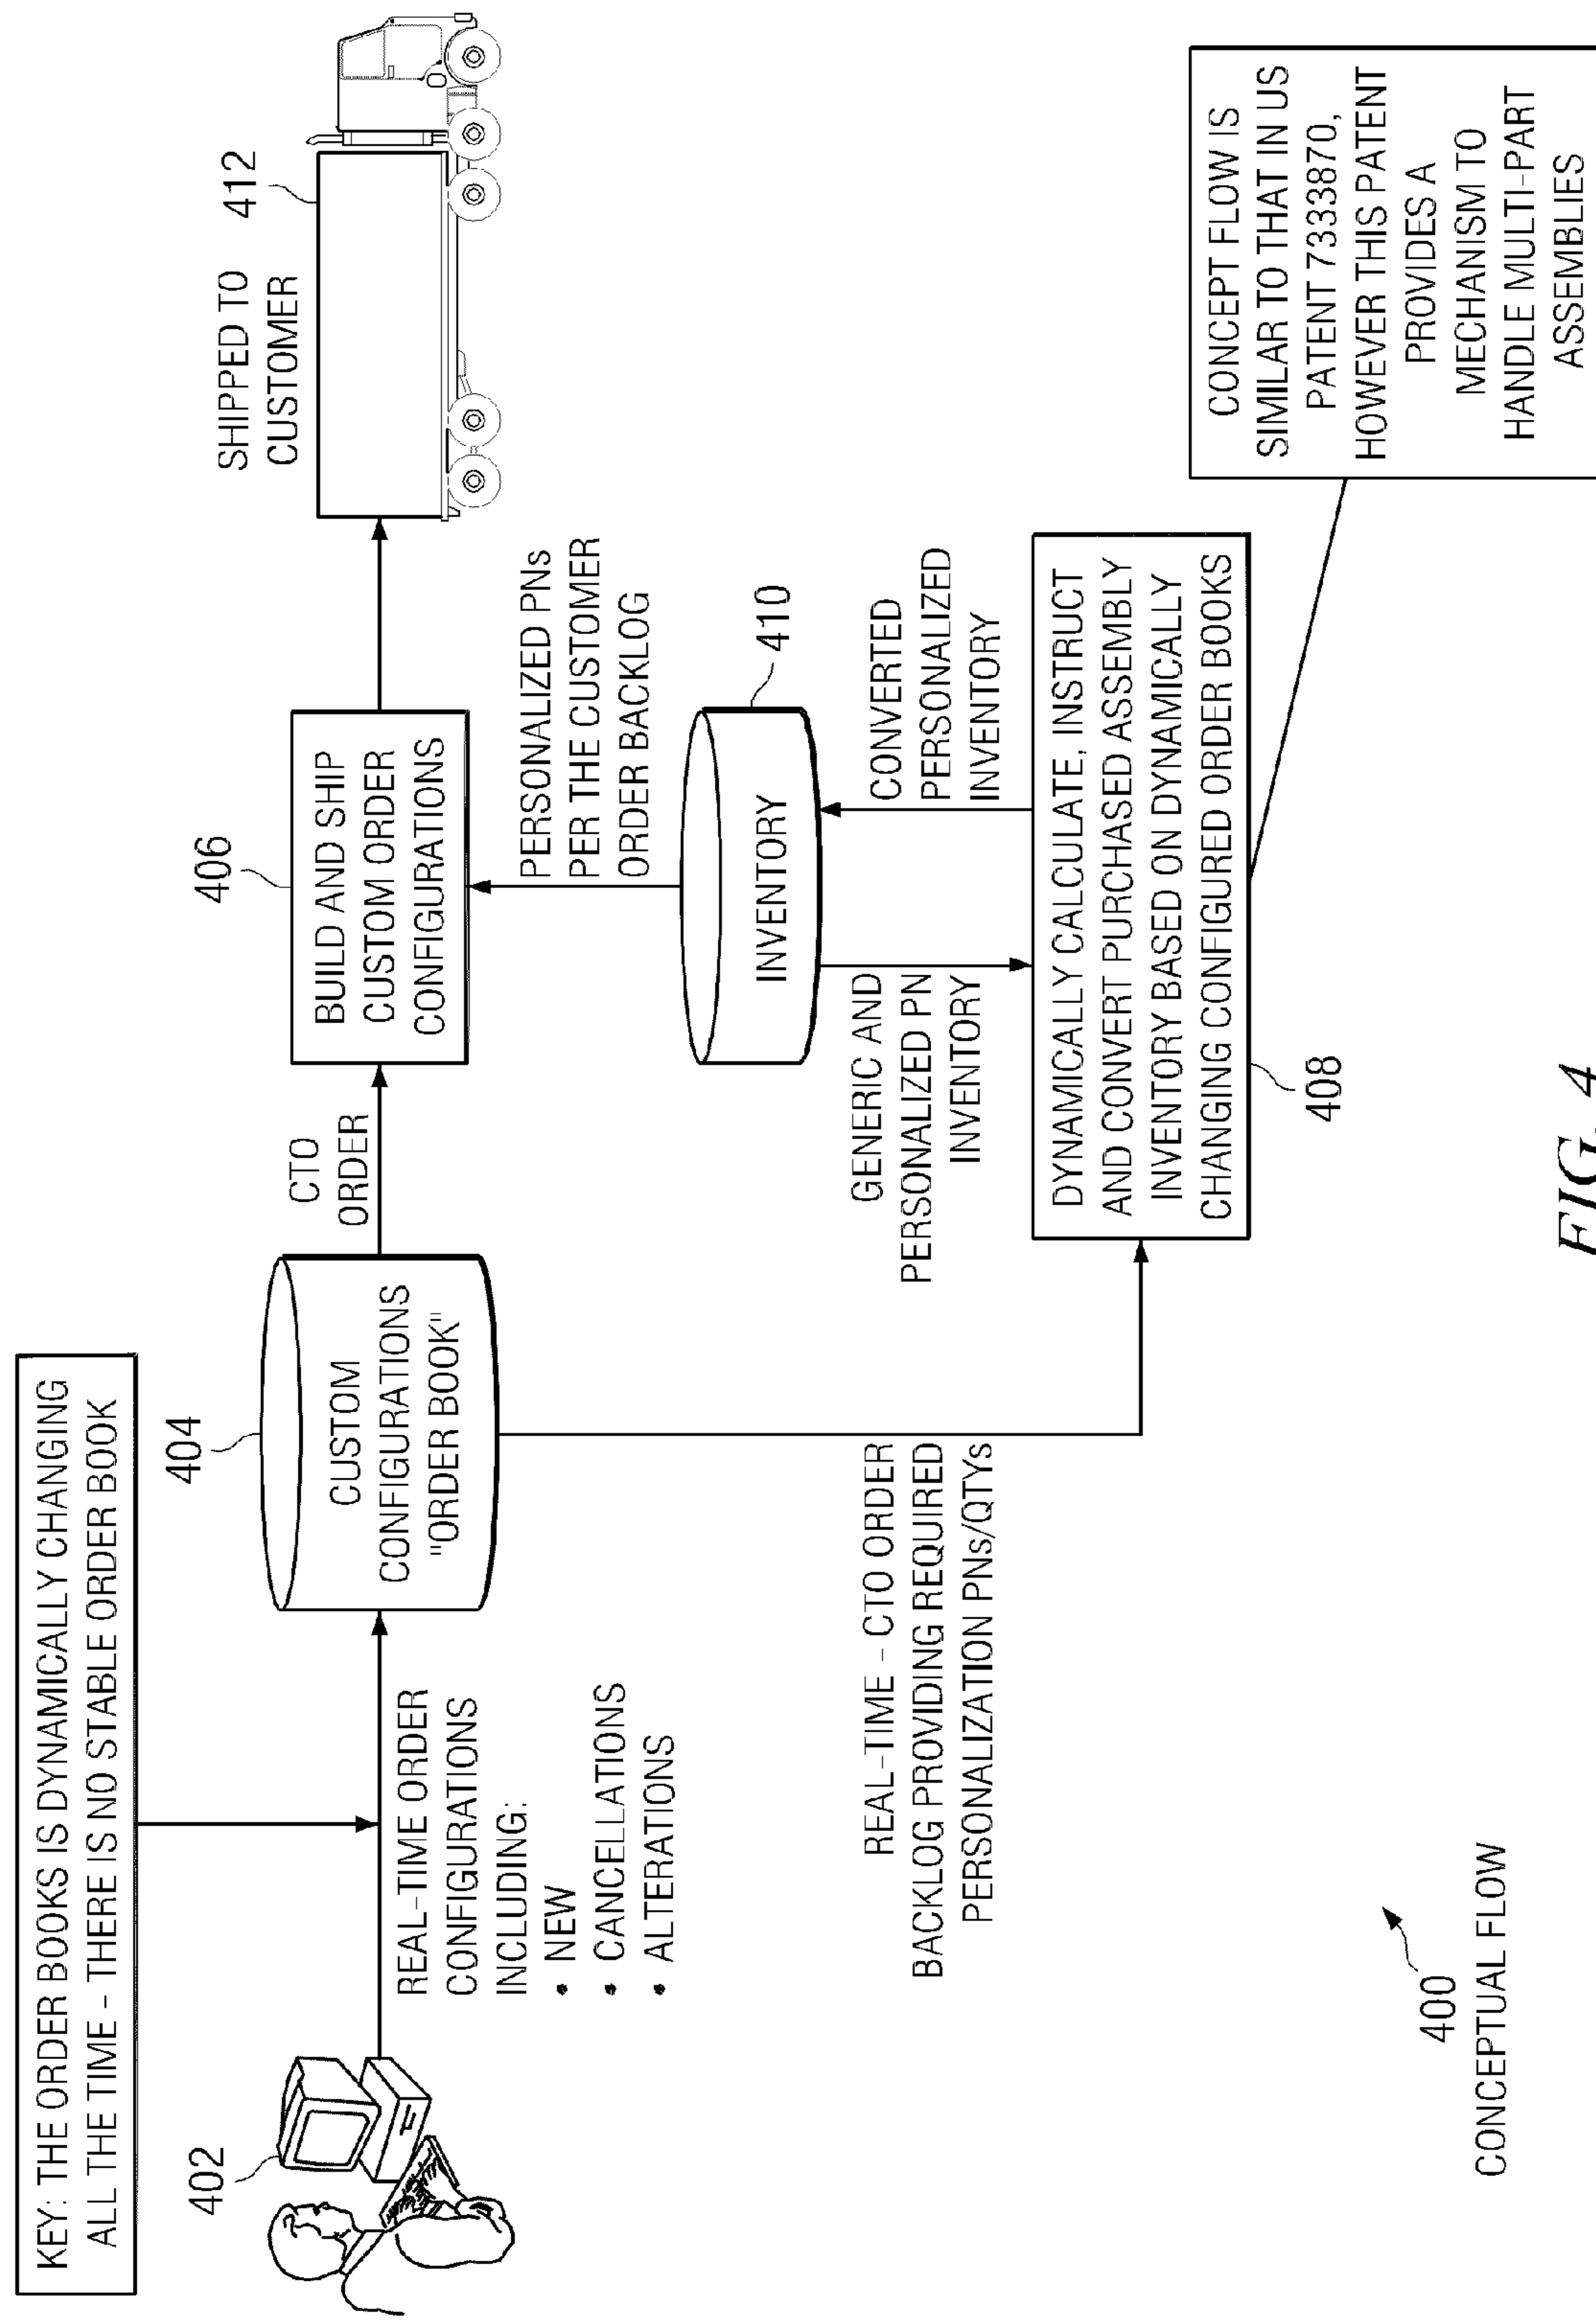 KEY: THE ORDER BOOKS IS DYNAMICALLY CHANGING
ALL THE TIME - THERE IS NO STABLE ORDER BOOK
402
REAL-TIME ORDER
CONFIGURATIONS
INCLUDING:
• NEW
• CANCELLATIONS
• ALTERATIONS
404
CUSTOM
CONFIGURATIONS
"ORDER BOOK"
CTO
ORDER
406
BUILD AND SHIP
CUSTOM ORDER
CONFIGURATIONS
SHIPPED TO
CUSTOMER
412
PERSONALIZED PNs
PER THE CUSTOMER
ORDER BACKLOG
INVENTORY
410
GENERIC AND
PERSONALIZED PN
INVENTORY
CONVERTED
PERSONALIZED
INVENTORY
REAL-TIME - CTO ORDER
BACKLOG PROVIDING REQUIRED
PERSONALIZATION PNs/QTYs
DYNAMICALLY CALCULATE, INSTRUCT
AND CONVERT PURCHASED ASSEMBLY
INVENTORY BASED ON DYNAMICALLY
CHANGING CONFIGURED ORDER BOOKS
408
CONCEPT FLOW IS
SIMILAR TO THAT IN US
PATENT 7333870,
HOWEVER THIS PATENT
PROVIDES A
MECHANISM TO
HANDLE MULTI-PART
ASSEMBLIES
400
CONCEPTUAL FLOW
FIG. 4